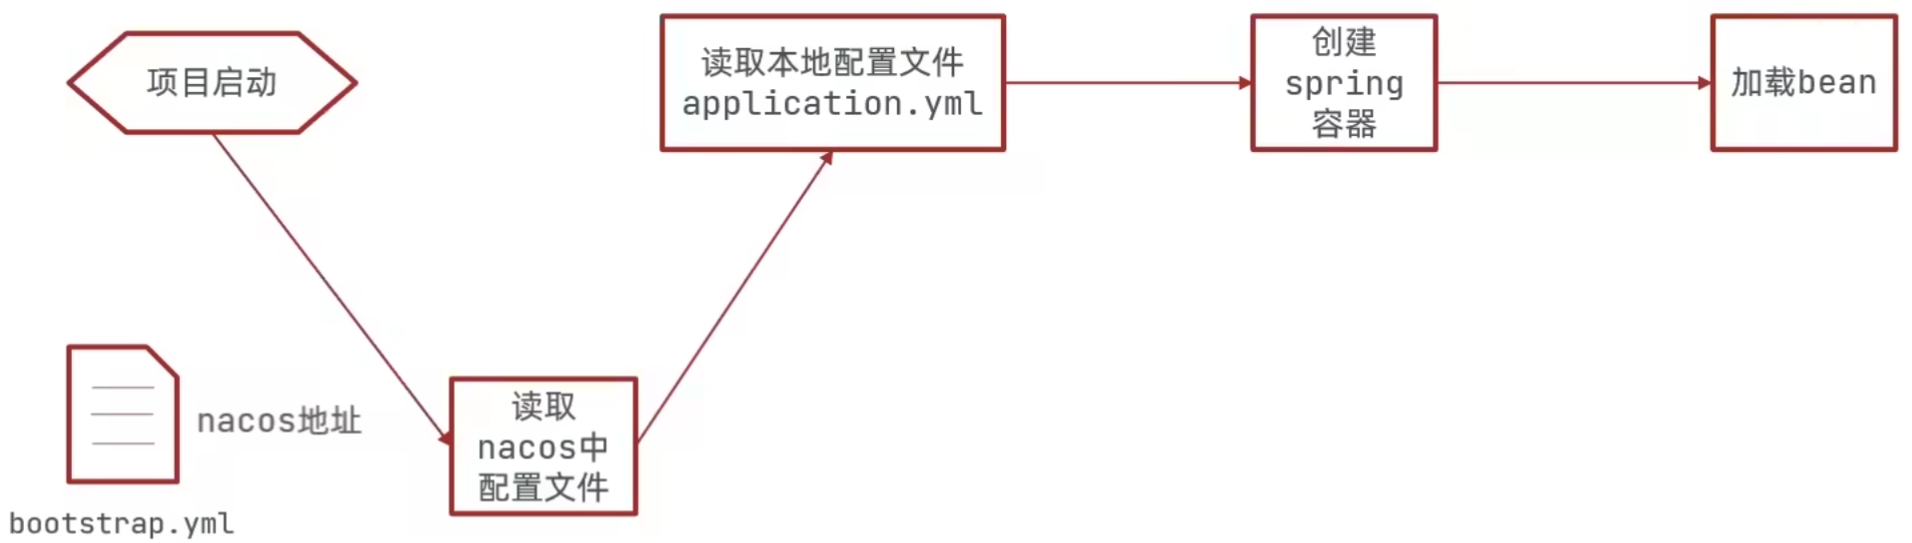 项目启动
读取本地配置文件
application.yml
创建
spring
容器
加载bean
nacos地址
bootstrap.yml
读取
nacos中
配置文件